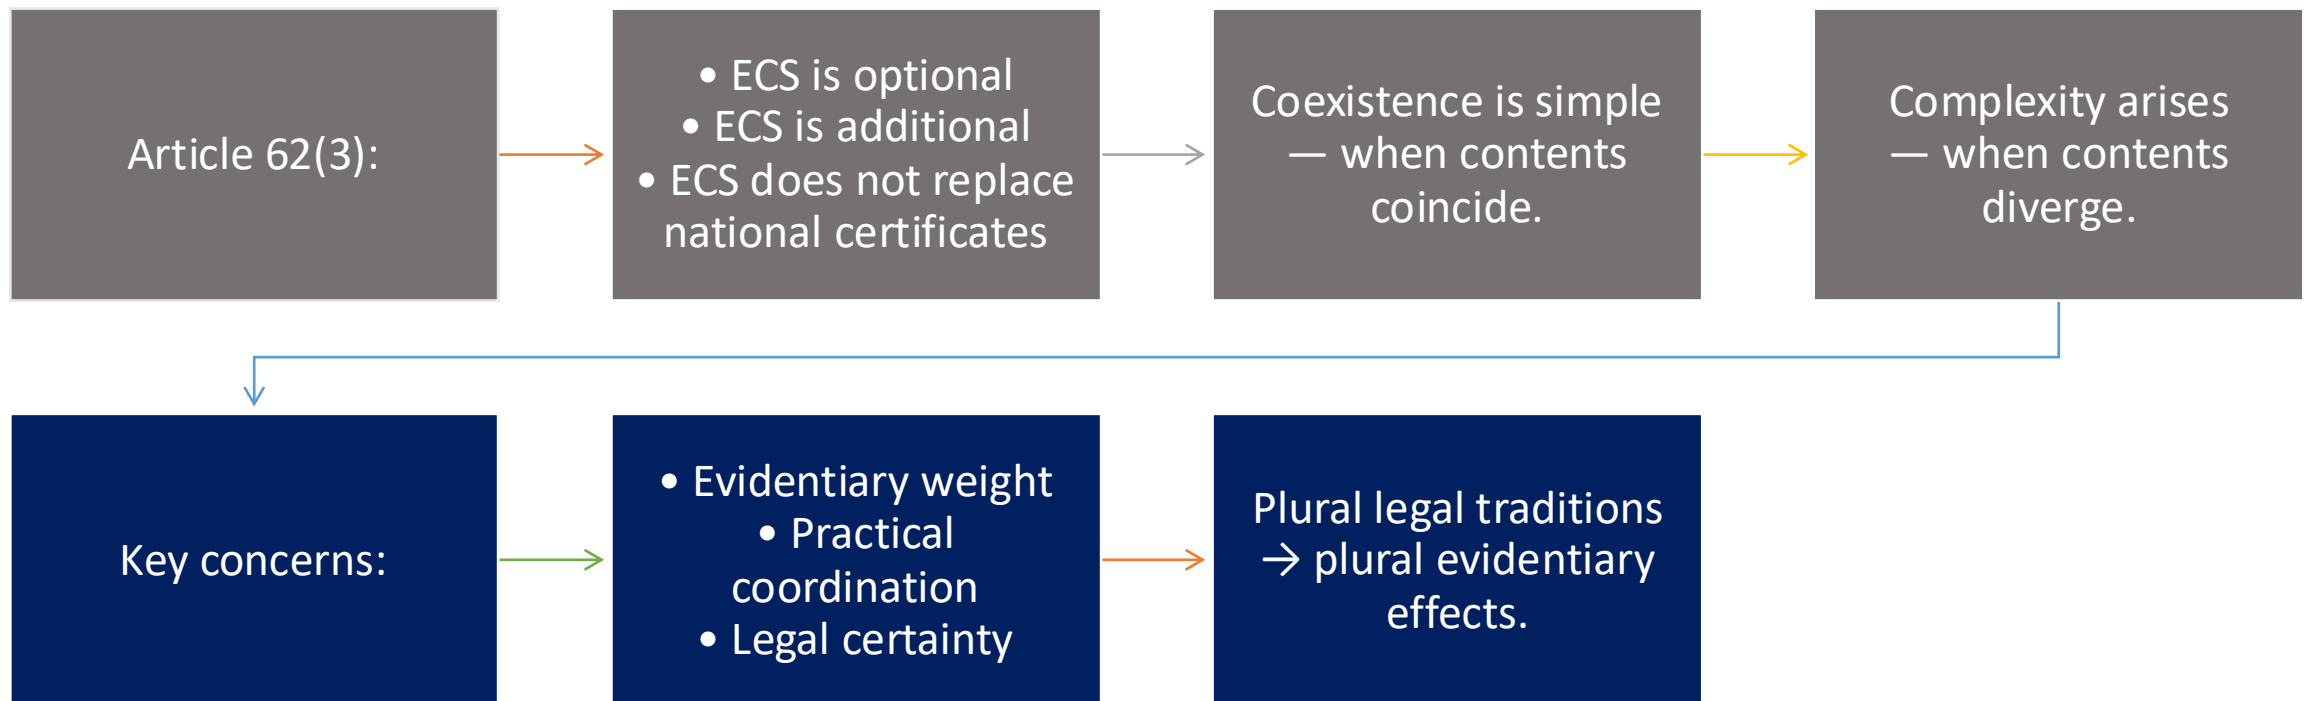 Article 62(3):
• ECS is optional
• ECS is additional
• ECS does not replace
national certificates
Coexistence is simple
— when contents
coincide.
Complexity arises
— when contents
diverge.
Key concerns:
• Evidentiary weight
• Practical
coordination
• Legal certainty
Plural legal traditions
→ plural evidentiary
effects.